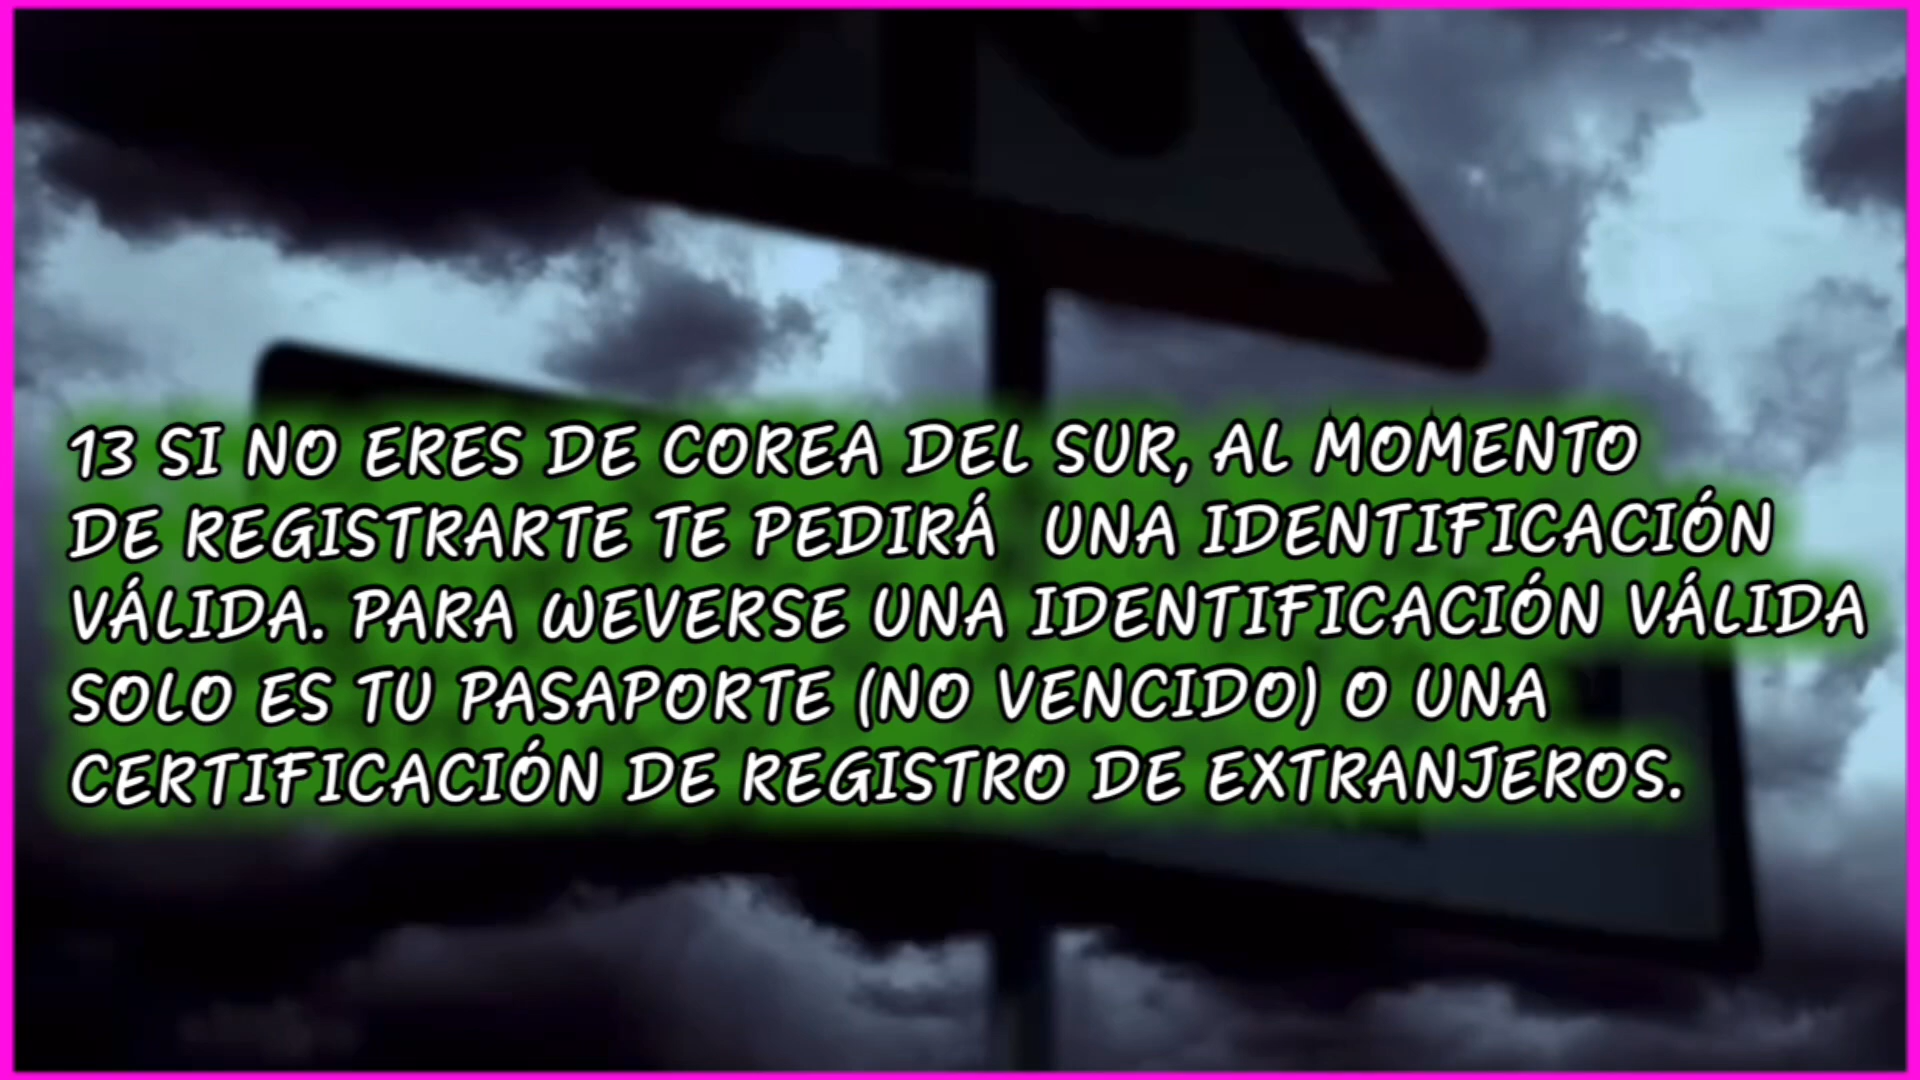 13 SI NO ERES DE COREA DEL SUR, AL MOMENTO
DE REGISTRARTE TE PEDIRÁ UNA IDENTIFICACIÓN
VÁLIDA. PARA WEVERSE UNA IDENTIFICACIÓN VÁLIDA
SOLO ES TU PASAPORTE (NO VENCIDO) O UNA
CERTIFICACIÓN DE REGISTRO DE EXTRANJEROS.